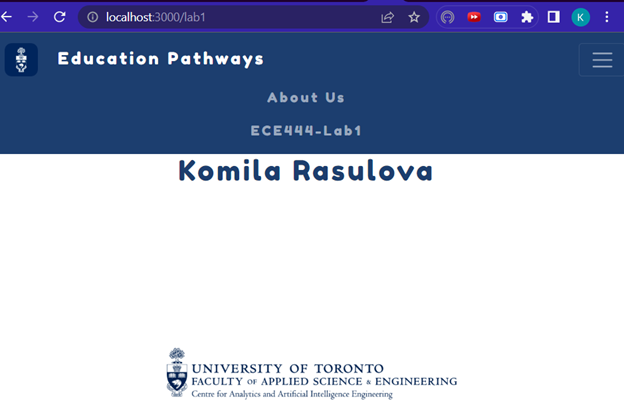 localhost:3000/lab1
K
Education Pathways
About Us
ECE444-Lab1
Komila Rasulova
UNIVERSITY OF TORONTO
FACULTY OF APPLIED SCIENCE & ENGINEERING
Centre for Analytics and Artificial Intelligence Engineering